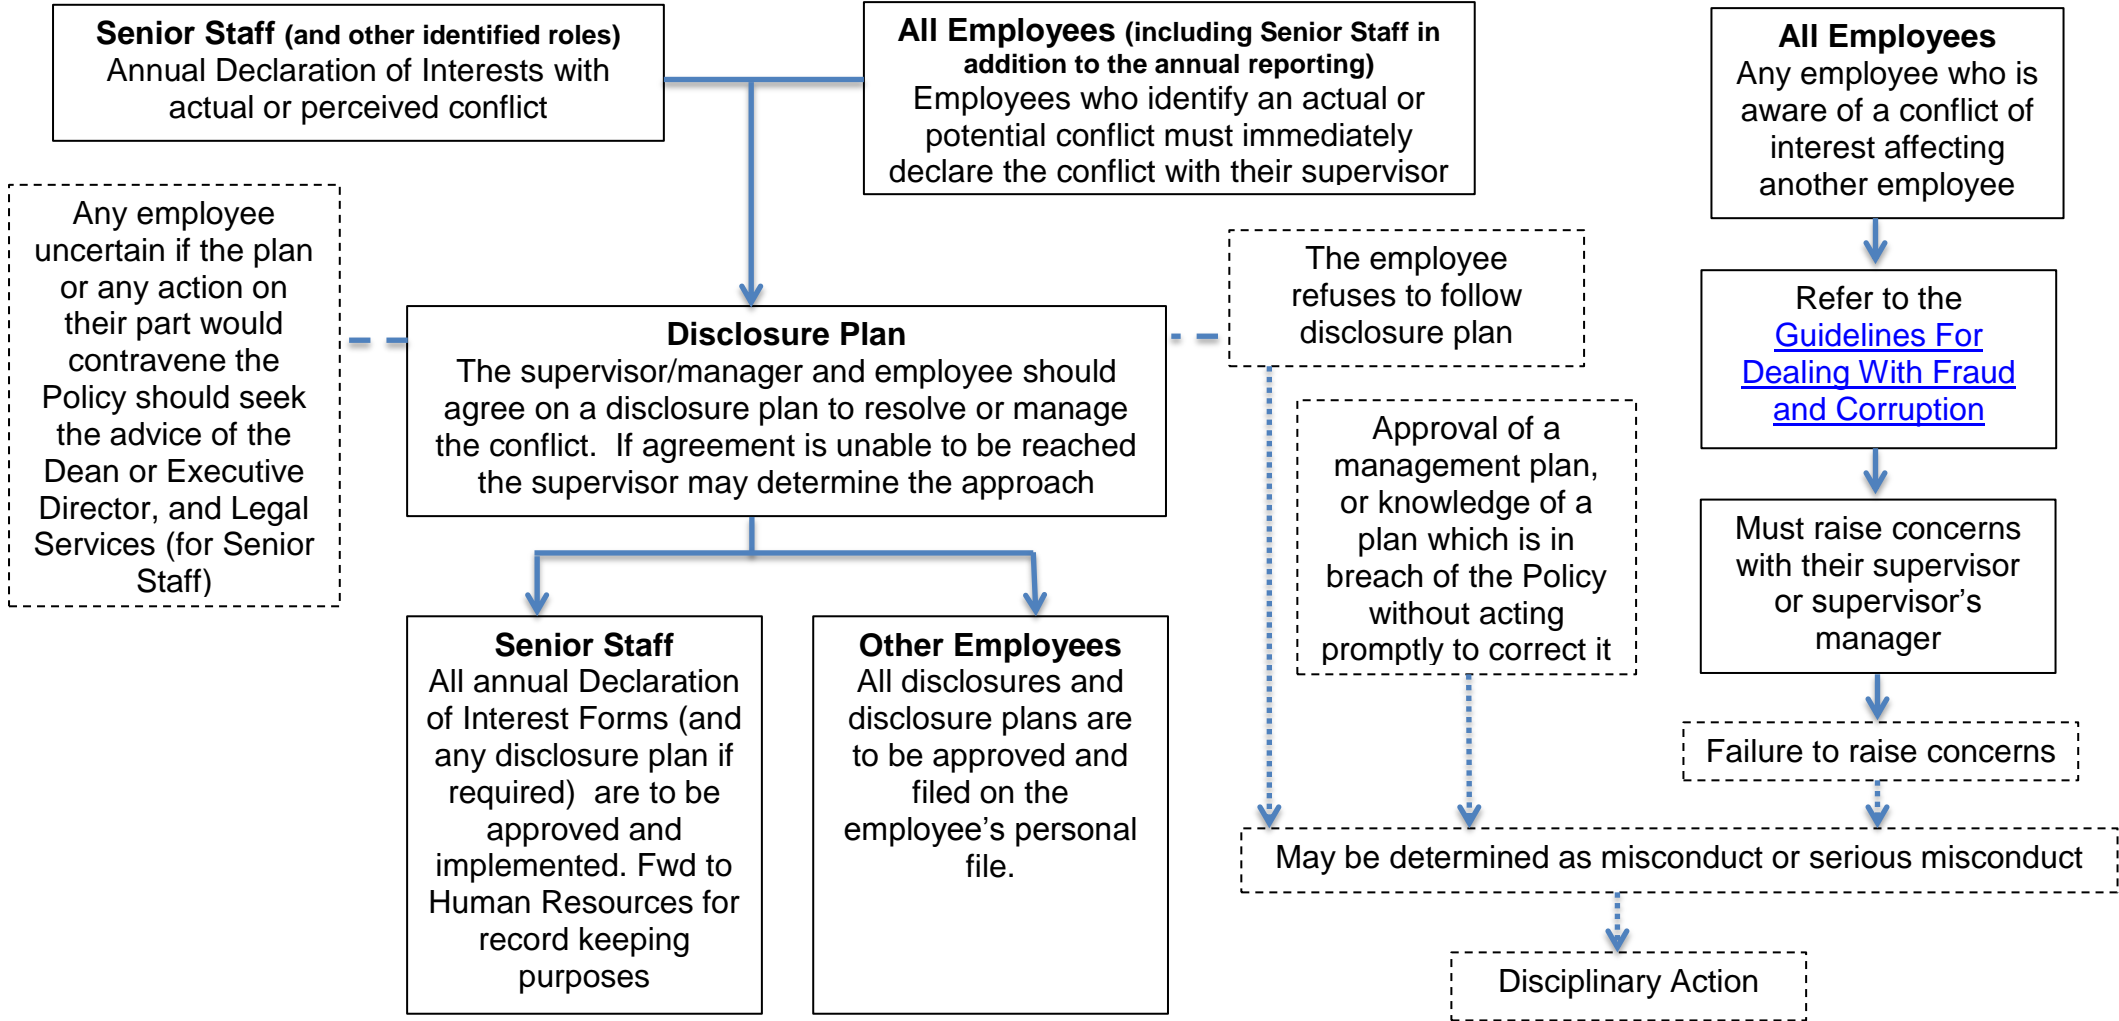 Senior Staff (and other identified roles)
Annual Declaration of Interests with
actual or perceived conflict
All Employees (including Senior Staff in
addition to the annual reporting)
Employees who identify an actual or
potential conflict must immediately
declare the conflict with their supervisor
All Employees
Any employee who is
aware of a conflict of
interest affecting
another employee
Any employee
uncertain if the plan
or any action on
their part would
contravene the
Policy should seek
the advice of the
Dean or Executive
Director, and Legal
Services (for Senior
Staff)
Disclosure Plan
The supervisor/manager and employee should
agree on a disclosure plan to resolve or manage
the conflict.  If agreement is unable to be reached
the supervisor may determine the approach
The employee
refuses to follow
disclosure plan
Refer to the
Guidelines For
Dealing With Fraud
and Corruption
Approval of a
management plan,
or knowledge of a
plan which is in
breach of the Policy
without acting
promptly to correct it
Must raise concerns
with their supervisor
or supervisor’s
manager
Senior Staff
All annual Declaration
of Interest Forms (and
any disclosure plan if
required)  are to be
approved and
implemented. Fwd to
Human Resources for
record keeping
purposes
Other Employees
All disclosures and
disclosure plans are
to be approved and
filed on the
employee’s personal
file.
Failure to raise concerns
May be determined as misconduct or serious misconduct
Disciplinary Action